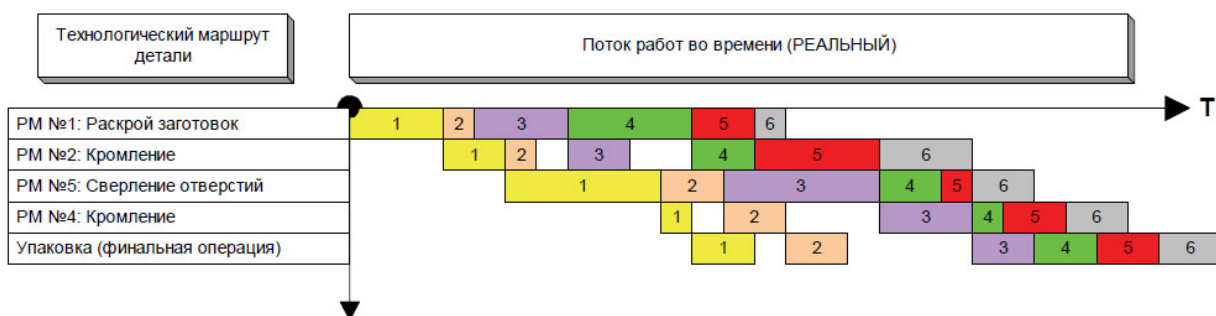 Технологический маршрут
детали
Поток работ во времени (РЕАЛЬНЫЙ)
T
РМ №1: Раскрой заготовок 1 2 3 4 5 6
РМ №2: Кромление 1 2 3 4 5 6
РМ №5: Сверление отверстий 1 2 3 4 5 6
РМ №4: Кромление 1 2 3 4 5 6
Упаковка (финальная операция) 1 2 3 4 5 6